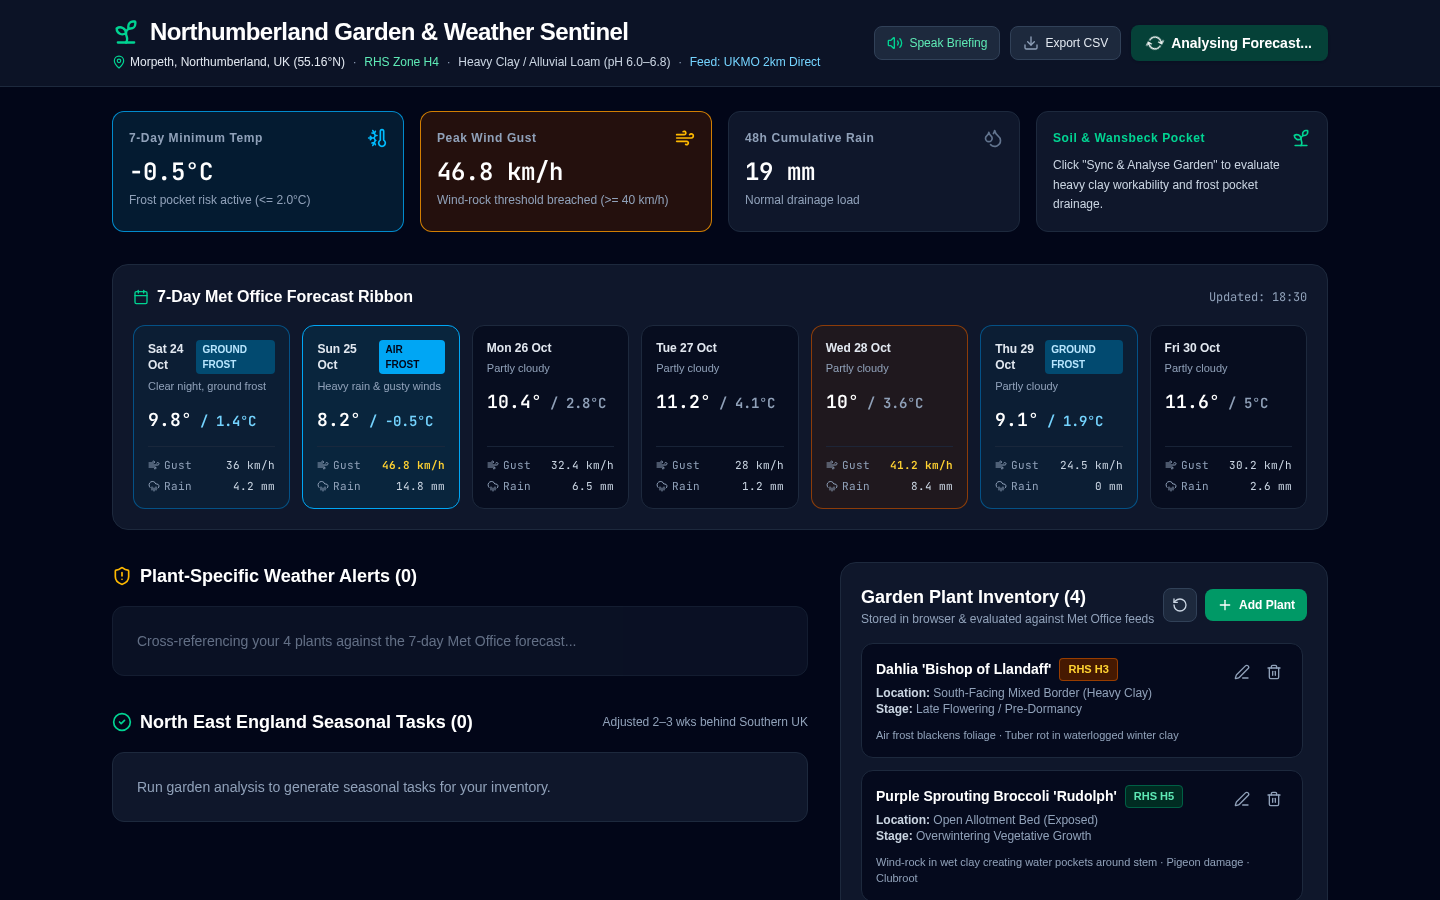 Northumberland Garden & Weather Sentinel
Morpeth, Northumberland, UK (55.16°N) · RHS Zone H4 · Heavy Clay / Alluvial Loam (pH 6.0–6.8) · Feed: UKMO 2km Direct
Speak Briefing
Export CSV
Analysing Forecast...
7-Day Minimum Temp
-0.5°C
Frost pocket risk active (<= 2.0°C)
Peak Wind Gust
46.8 km/h
Wind-rock threshold breached (>= 40 km/h)
48h Cumulative Rain
19 mm
Normal drainage load
Soil & Wansbeck Pocket
Click "Sync & Analyse Garden" to evaluate
heavy clay workability and frost pocket
drainage.
7-Day Met Office Forecast Ribbon
Updated: 18:30
Sat 24
Oct
GROUND
FROST
Clear night, ground frost
9.8° / 1.4°C
Gust 36 km/h
Rain 4.2 mm
Sun 25
Oct
AIR
FROST
Heavy rain & gusty winds
8.2° / -0.5°C
Gust 46.8 km/h
Rain 14.8 mm
Mon 26 Oct
Partly cloudy
10.4° / 2.8°C
Gust 32.4 km/h
Rain 6.5 mm
Tue 27 Oct
Partly cloudy
11.2° / 4.1°C
Gust 28 km/h
Rain 1.2 mm
Wed 28 Oct
Partly cloudy
10° / 3.6°C
Gust 41.2 km/h
Rain 8.4 mm
Thu 29
Oct
GROUND
FROST
Partly cloudy
9.1° / 1.9°C
Gust 24.5 km/h
Rain 0 mm
Fri 30 Oct
Partly cloudy
11.6° / 5°C
Gust 30.2 km/h
Rain 2.6 mm
Plant-Specific Weather Alerts (0)
Cross-referencing your 4 plants against the 7-day Met Office forecast...
North East England Seasonal Tasks (0)
Adjusted 2–3 wks behind Southern UK
Run garden analysis to generate seasonal tasks for your inventory.
Garden Plant Inventory (4)
Stored in browser & evaluated against Met Office feeds
Add Plant
Dahlia 'Bishop of Llandaff' RHS H3
Location: South-Facing Mixed Border (Heavy Clay)
Stage: Late Flowering / Pre-Dormancy
Air frost blackens foliage · Tuber rot in waterlogged winter clay
Purple Sprouting Broccoli 'Rudolph' RHS H5
Location: Open Allotment Bed (Exposed)
Stage: Overwintering Vegetative Growth
Wind-rock in wet clay creating water pockets around stem · Pigeon damage ·
Clubroot